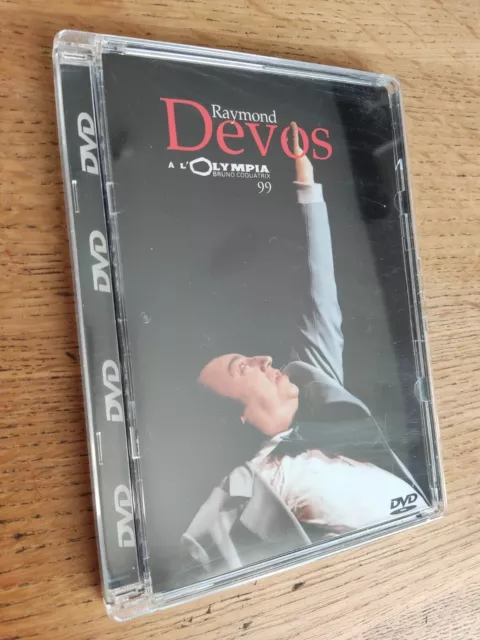 Raymond
Devos
A L'OLYMPIA
BRUNO COQUATRIX
99
DVD
DVD
DVD
DVD
DVD